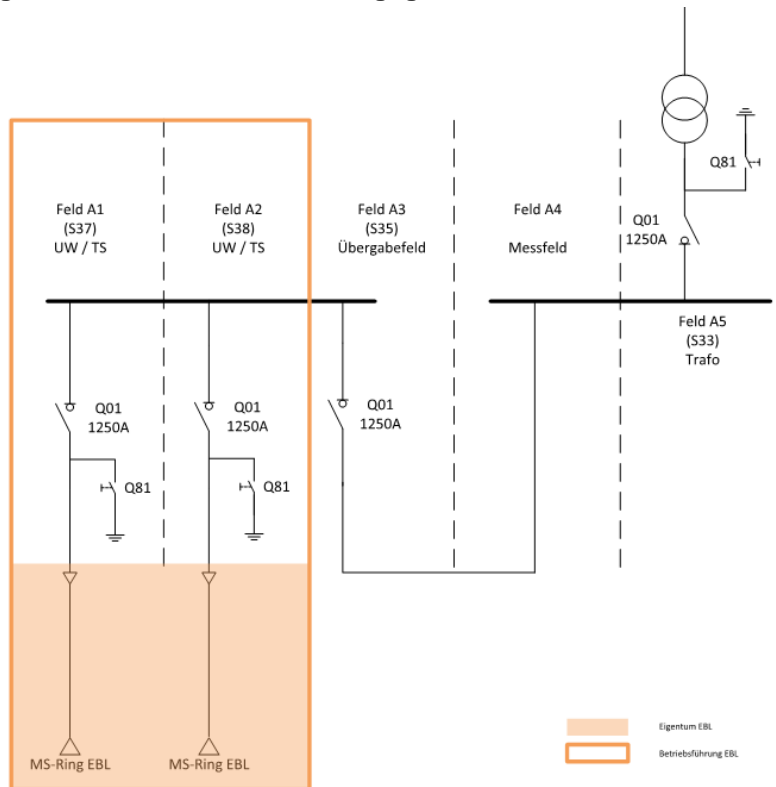 Feld A1
(S37)
UW / TS
Feld A2
(S38)
UW / TS
Feld A3
(S35)
Übergabefeld
Feld A4
Messfeld
Q81
Q01
1250A
Feld A5
(S33)
Trafo
Q01
1250A
Q81
Q01
1250A
Q81
Q01
1250A
MS-Ring EBL
MS-Ring EBL
Eigentum EBL
Betriebsführung EBL